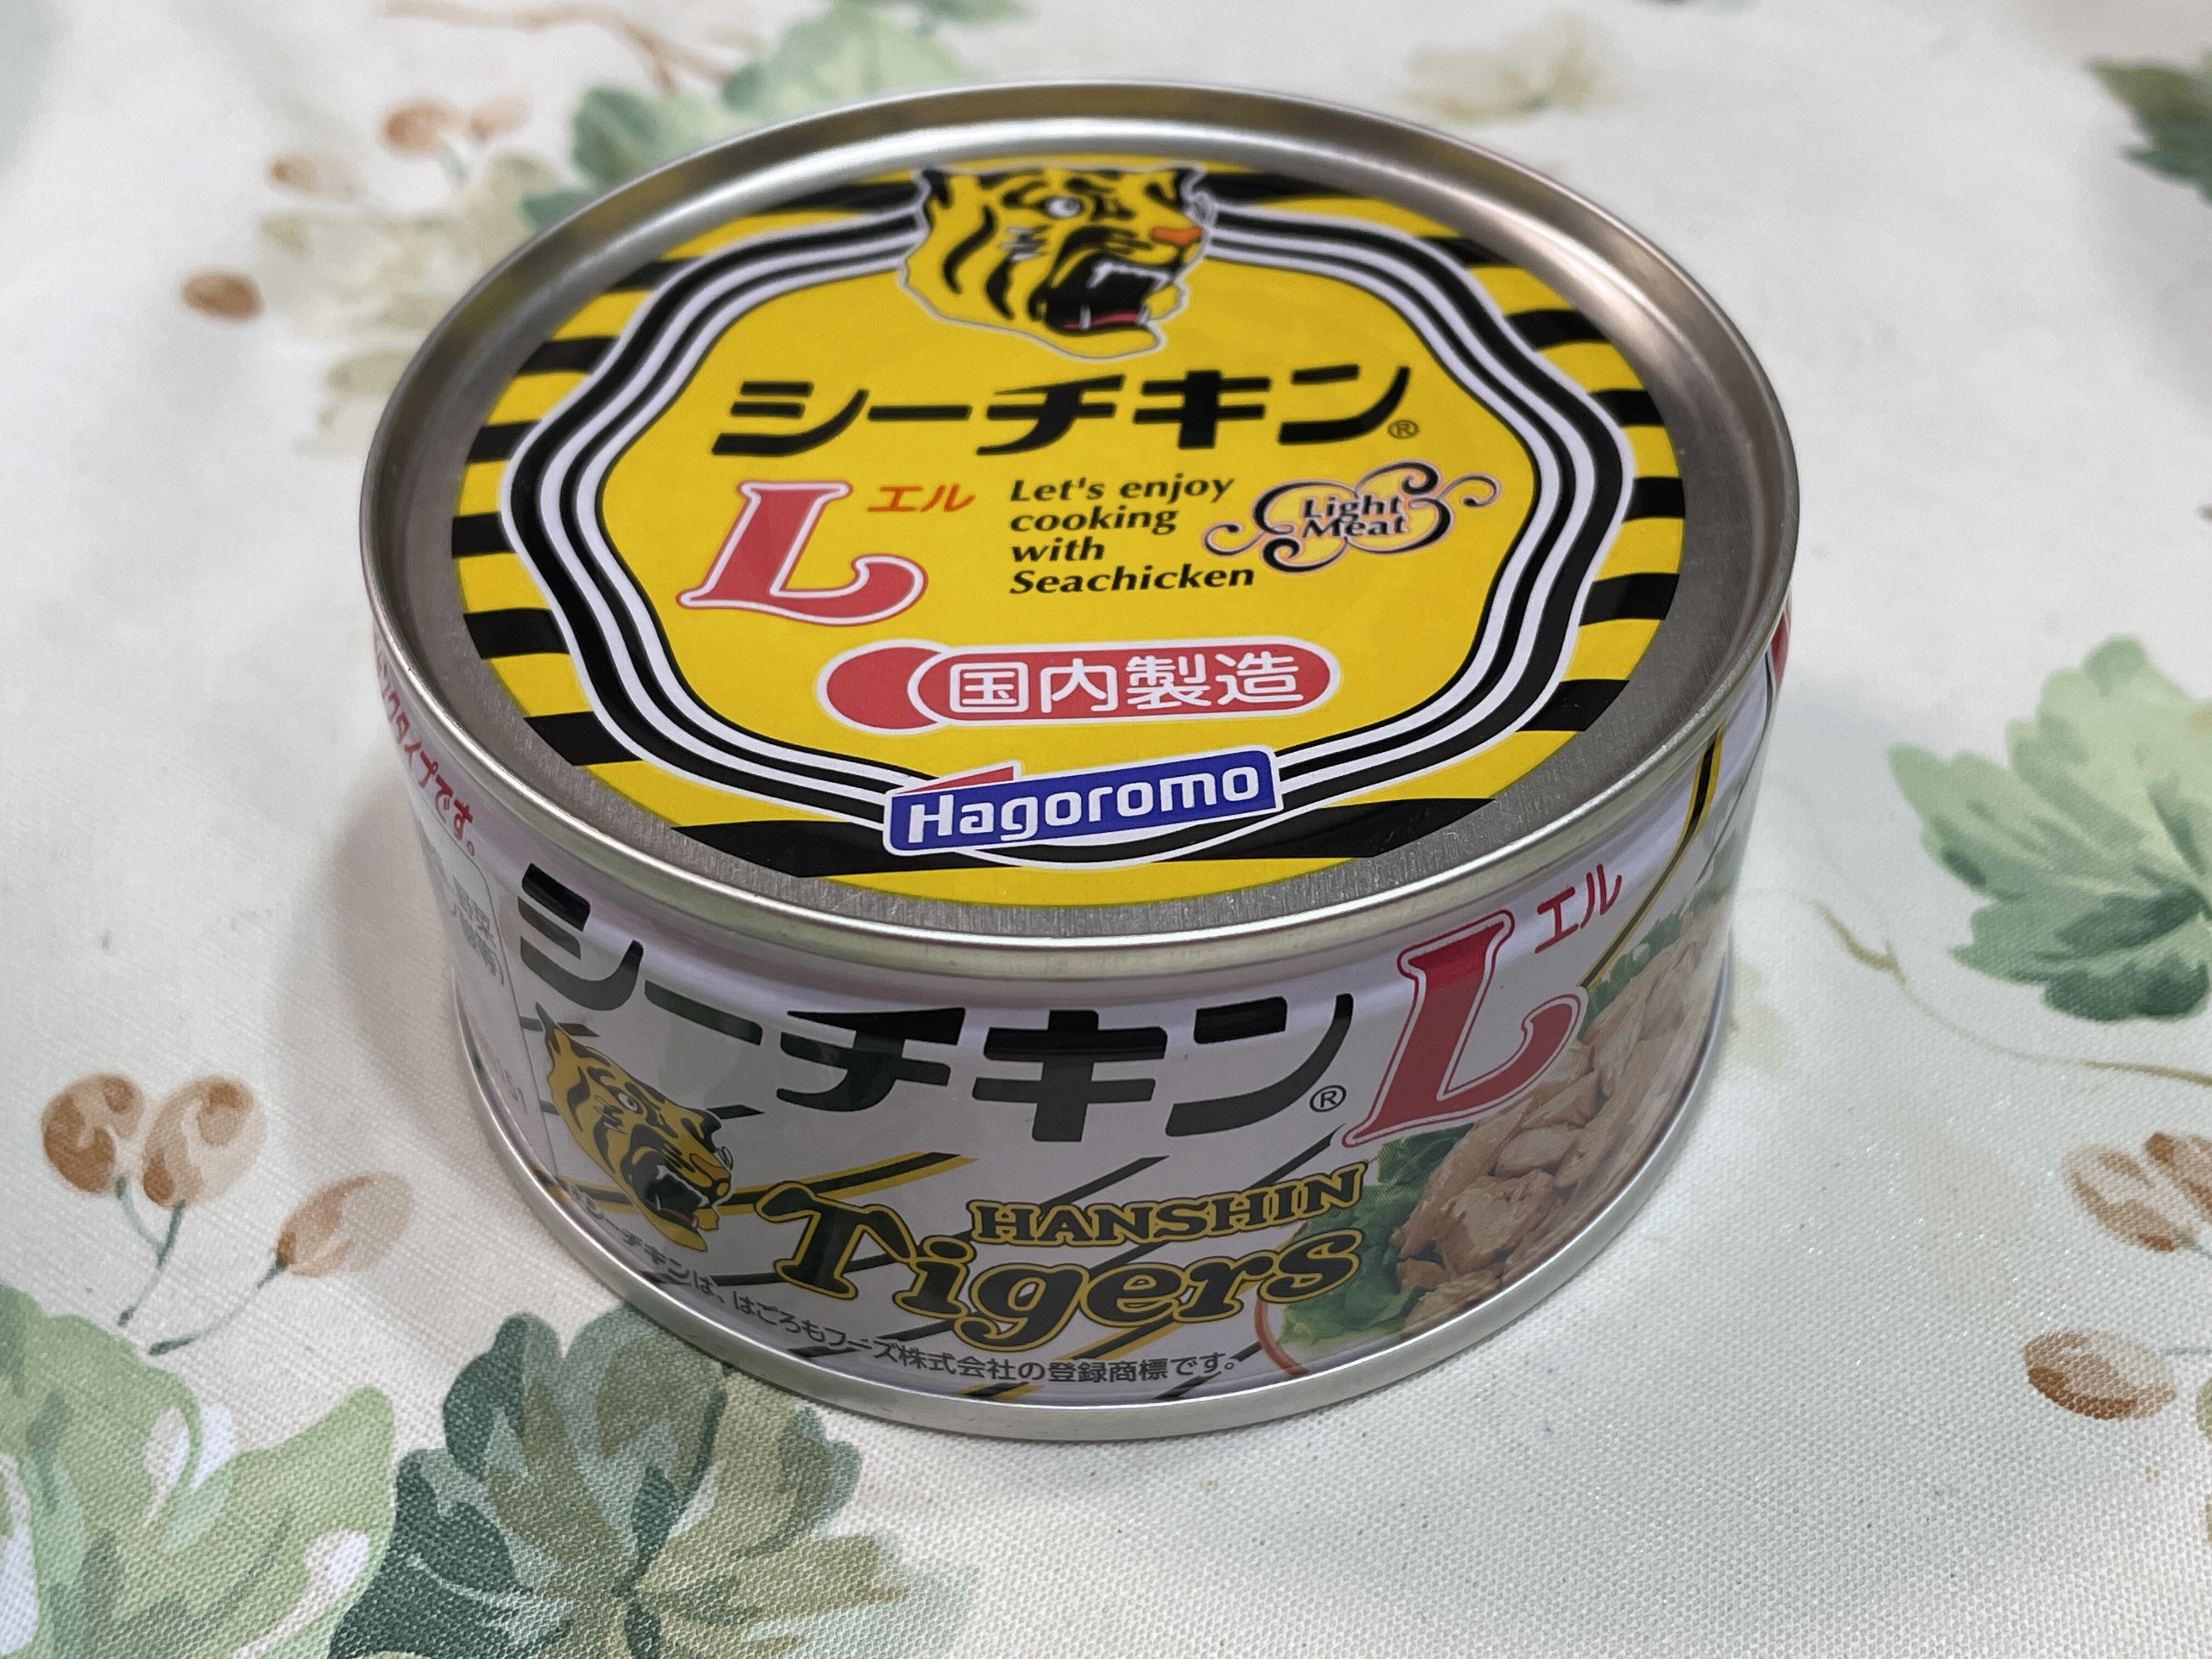 シーチキン®
L エル
Let's enjoy
cooking
with
Seachicken
Light
Meat
国内製造
Hagoromo
クタイプです。
シーチキン® L エル
HANSHIN
Tigers
シーチキンは、はごろもフーズ株式会社の登録商標です。